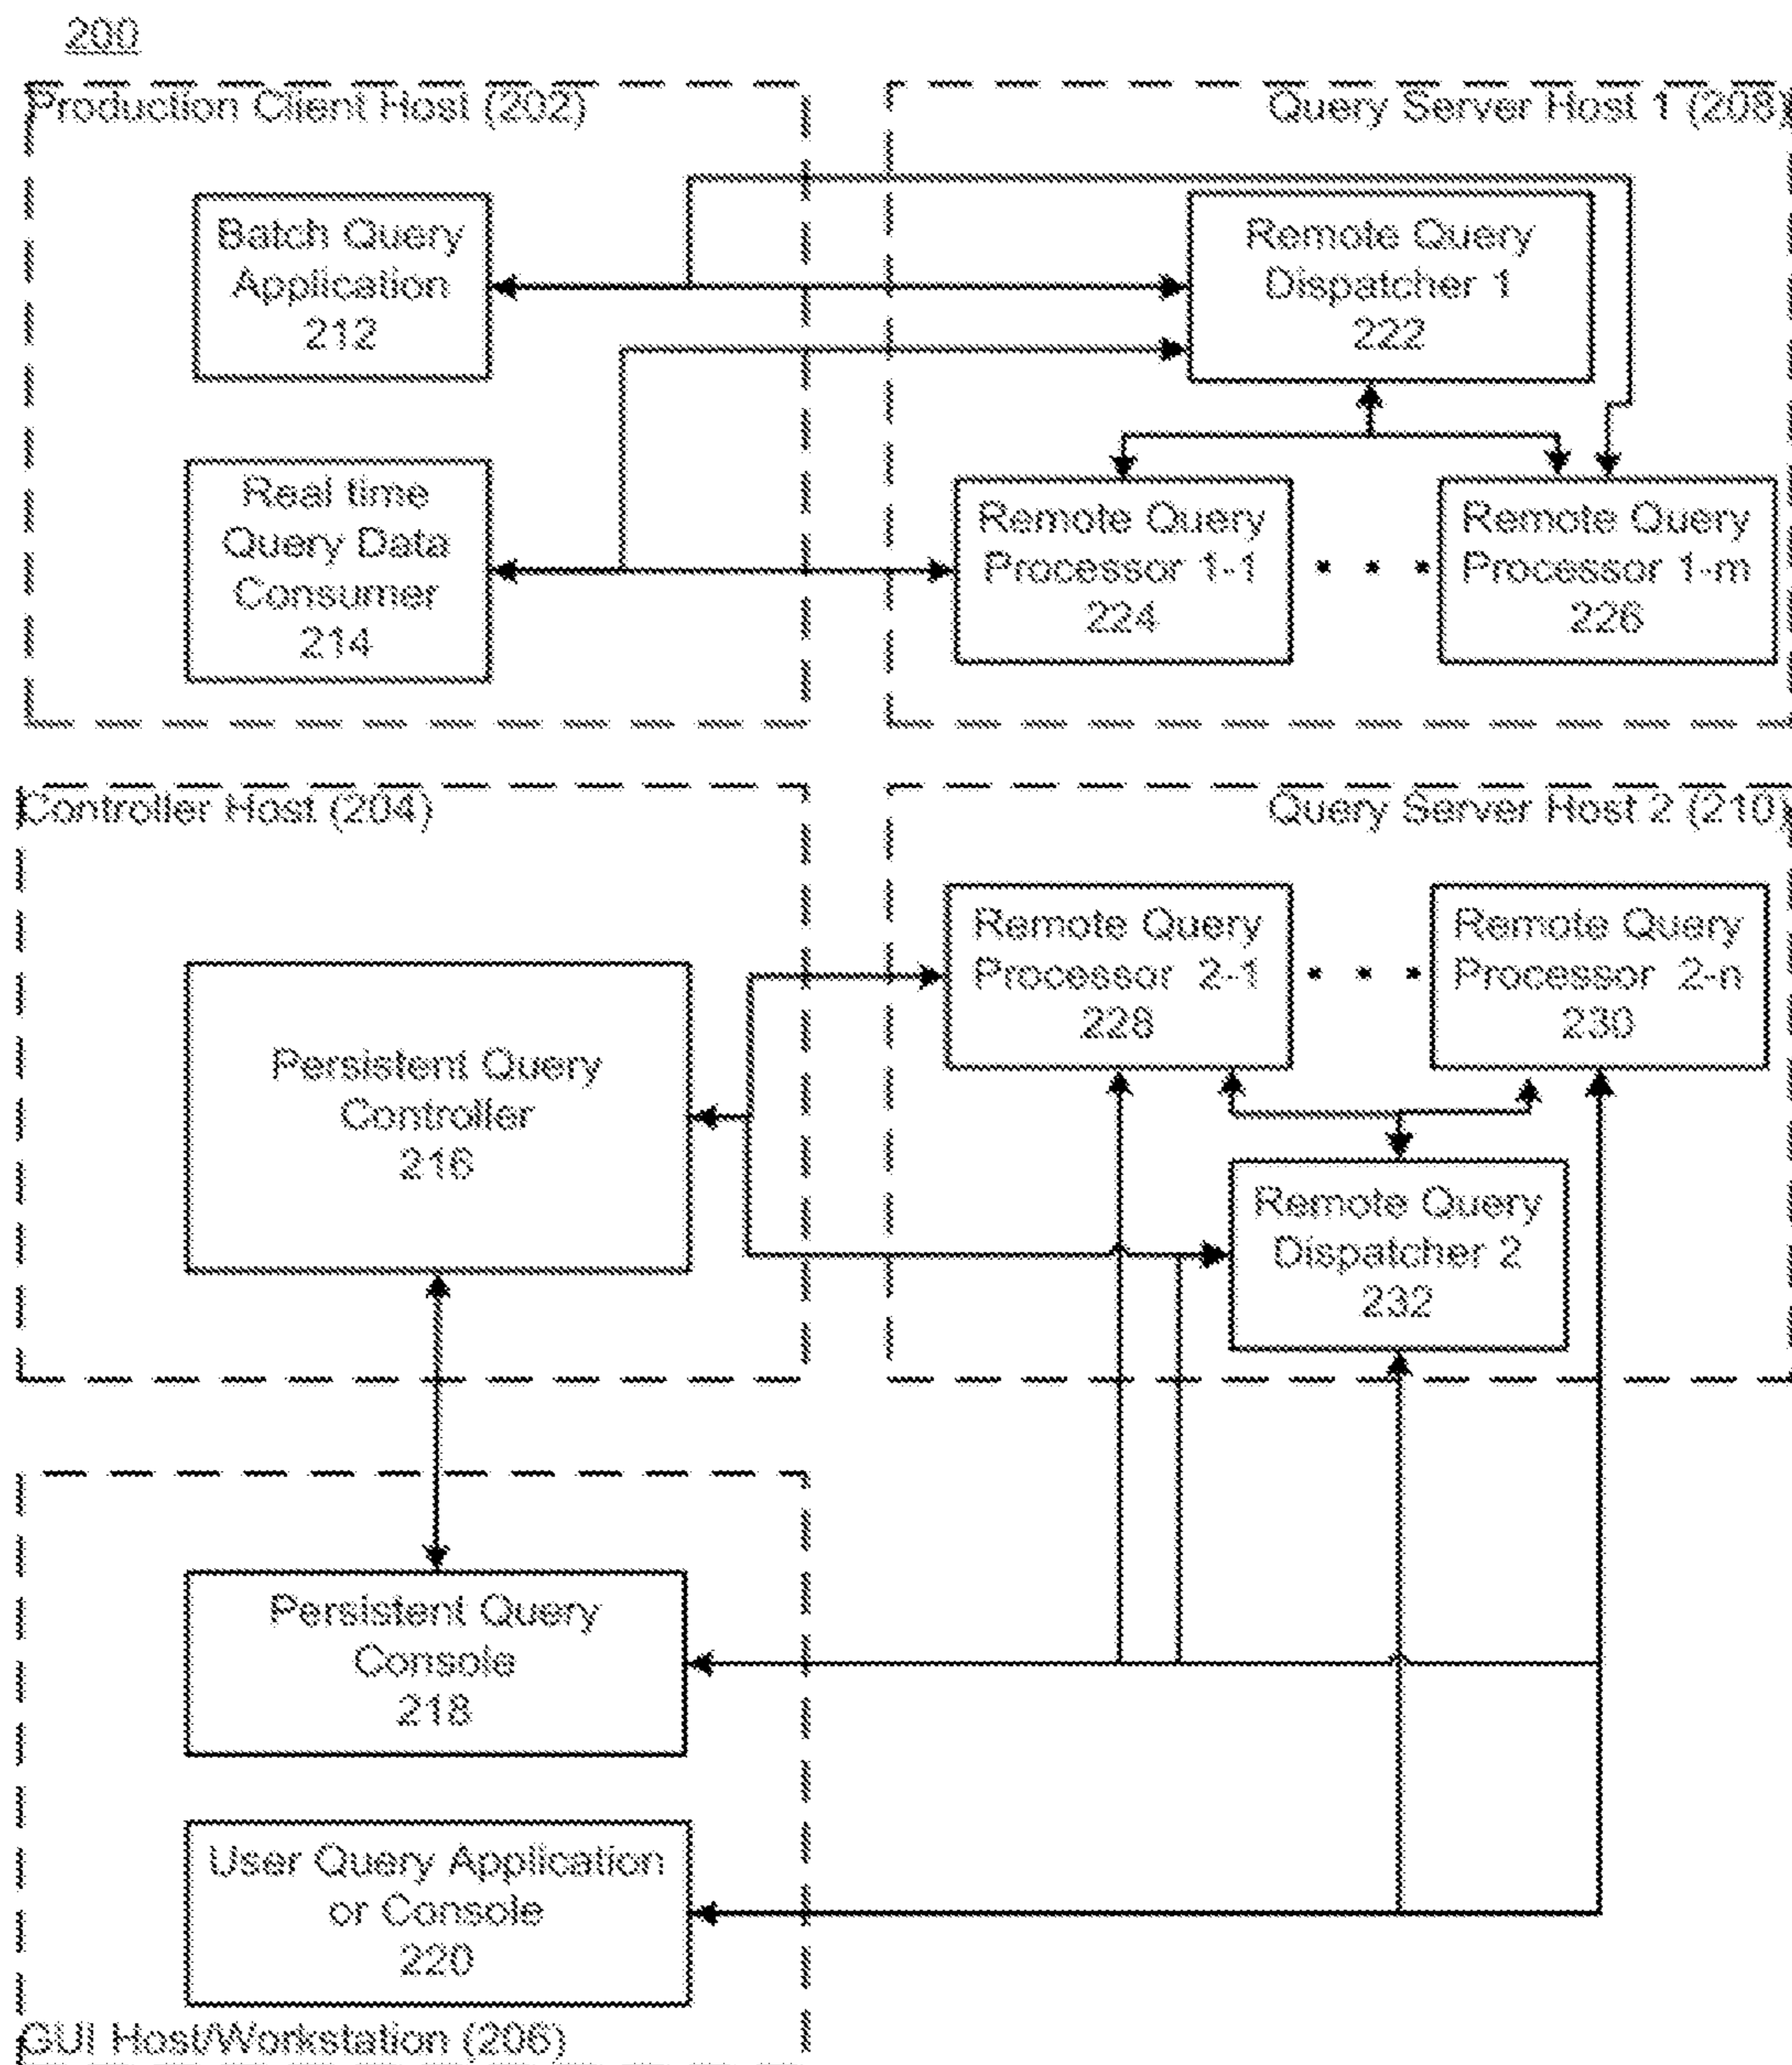 200
Production Client Host (202)
Query Server Host 1 (208)
Batch Query
Application
212
Remote Query
Dispatcher 1
222
Real time
Query Data
Consumer
214
Remote Query
Processor 1-1
224
Remote Query
Processor 1-m
226
Controller Host (204)
Query Server Host 2 (210)
Remote Query
Processor 2-1
228
Remote Query
Processor 2-n
230
Persistent Query
Controller
216
Remote Query
Dispatcher 2
232
Persistent Query
Console
218
User Query Application
or Console
220
GUI Host/Workstation (206)